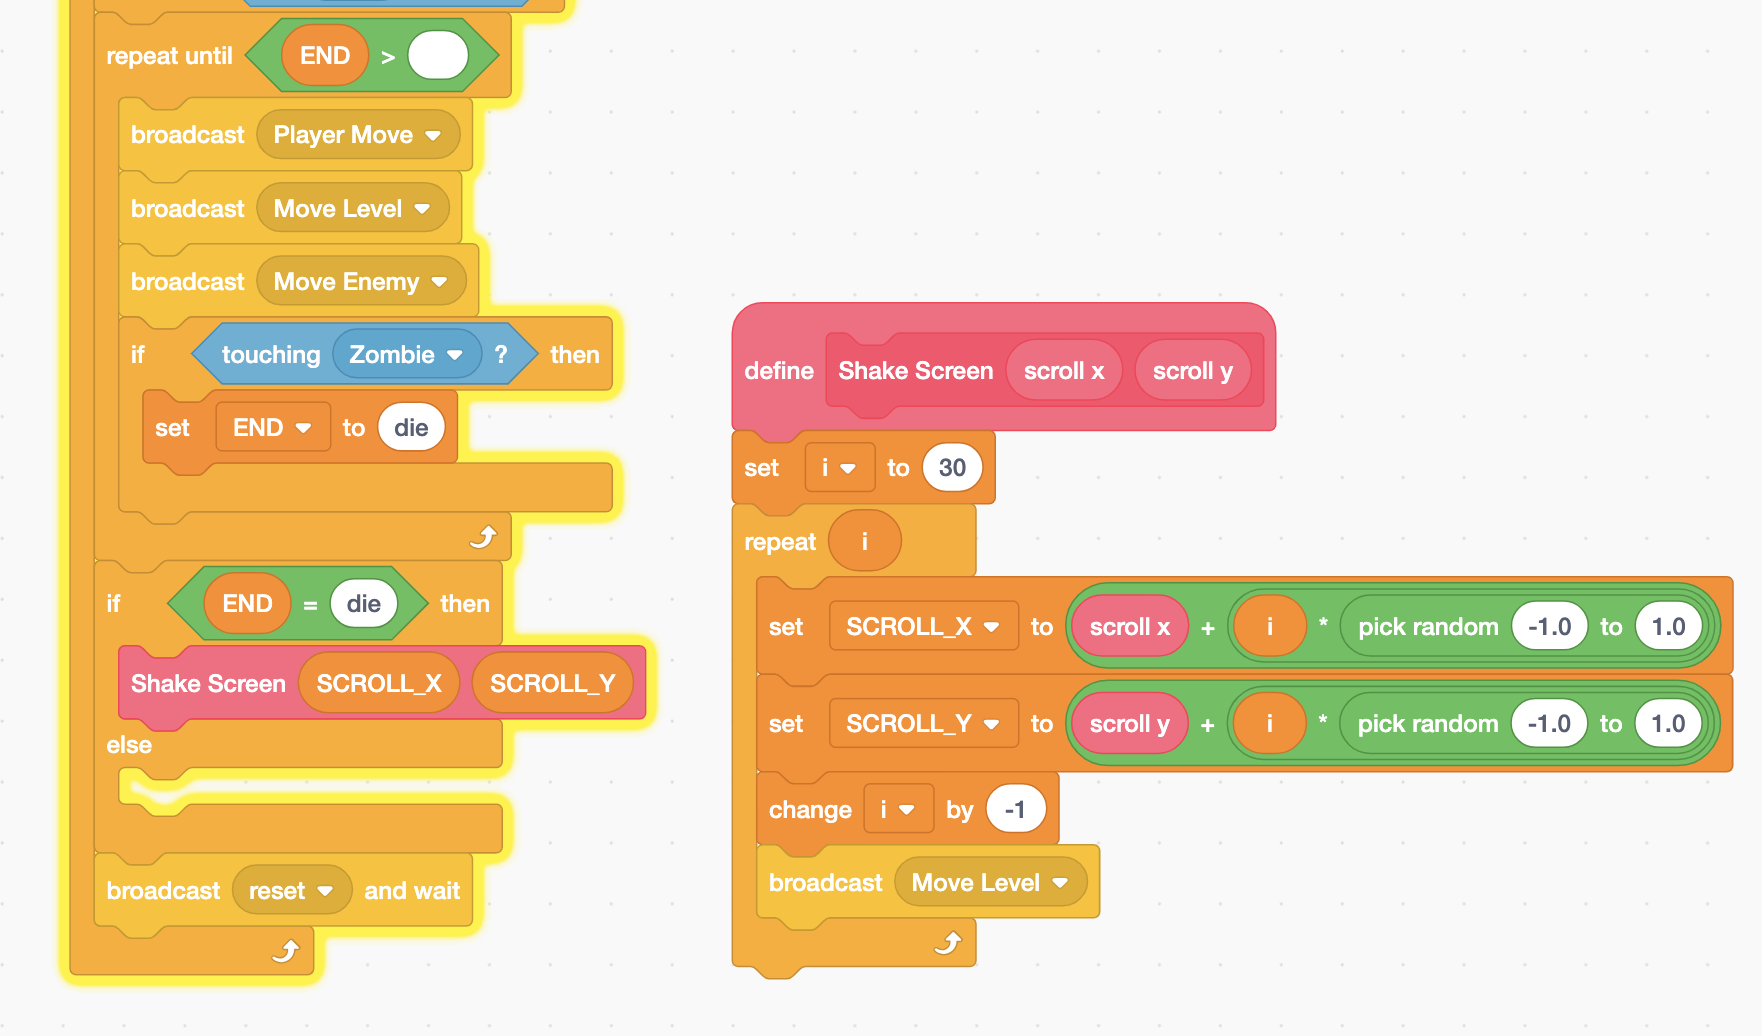 repeat until END >
broadcast Player Move
broadcast Move Level
broadcast Move Enemy
if touching Zombie ? then
set END to die
if END = die then
Shake Screen SCROLL_X SCROLL_Y
else
broadcast reset and wait
define Shake Screen scroll x scroll y
set i to 30
repeat i
set SCROLL_X to scroll x + i * pick random -1.0 to 1.0
set SCROLL_Y to scroll y + i * pick random -1.0 to 1.0
change i by -1
broadcast Move Level